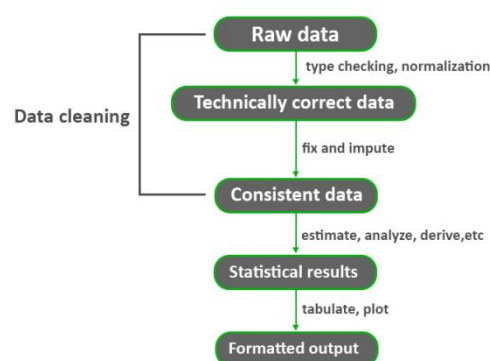 Raw data
type checking, normalization
Technically correct data
Data cleaning
fix and impute
Consistent data
estimate, analyze, derive,etc
Statistical results
tabulate, plot
Formatted output